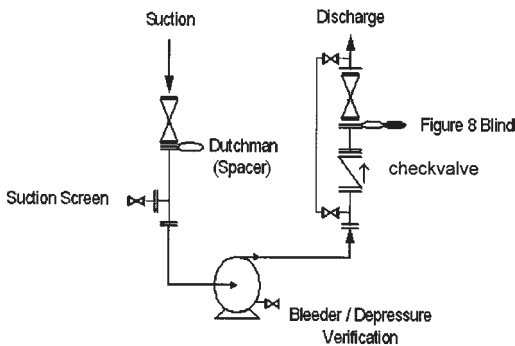 Suction
Discharge
Dutchman
(Spacer)
Figure 8 Blind
checkvalve
Suction Screen
Bleeder / Depressure
Verification